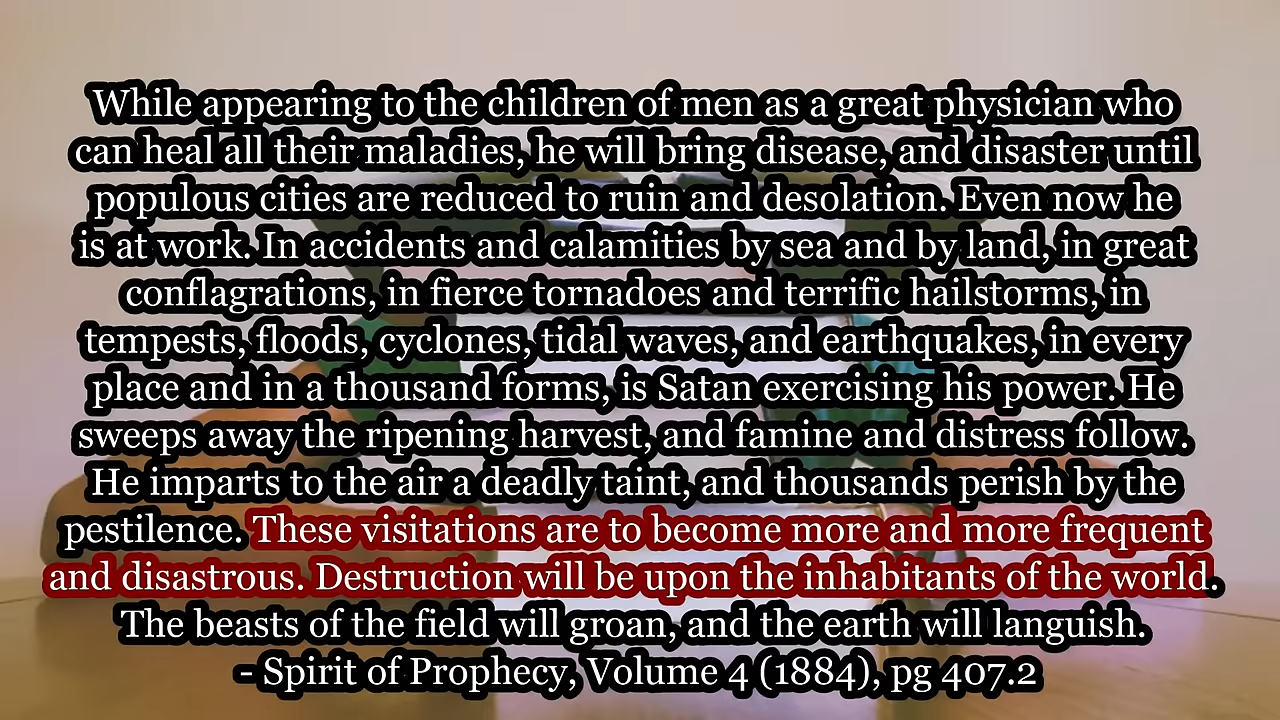 While appearing to the children of men as a great physician who
can heal all their maladies, he will bring disease, and disaster until
populous cities are reduced to ruin and desolation. Even now he
is at work. In accidents and calamities by sea and by land, in great
conflagrations, in fierce tornadoes and terrific hailstorms, in
tempests, floods, cyclones, tidal waves, and earthquakes, in every
place and in a thousand forms, is Satan exercising his power. He
sweeps away the ripening harvest, and famine and distress follow.
He imparts to the air a deadly taint, and thousands perish by the
pestilence. These visitations are to become more and more frequent
and disastrous. Destruction will be upon the inhabitants of the world.
The beasts of the field will groan, and the earth will languish.
- Spirit of Prophecy, Volume 4 (1884), pg 407.2